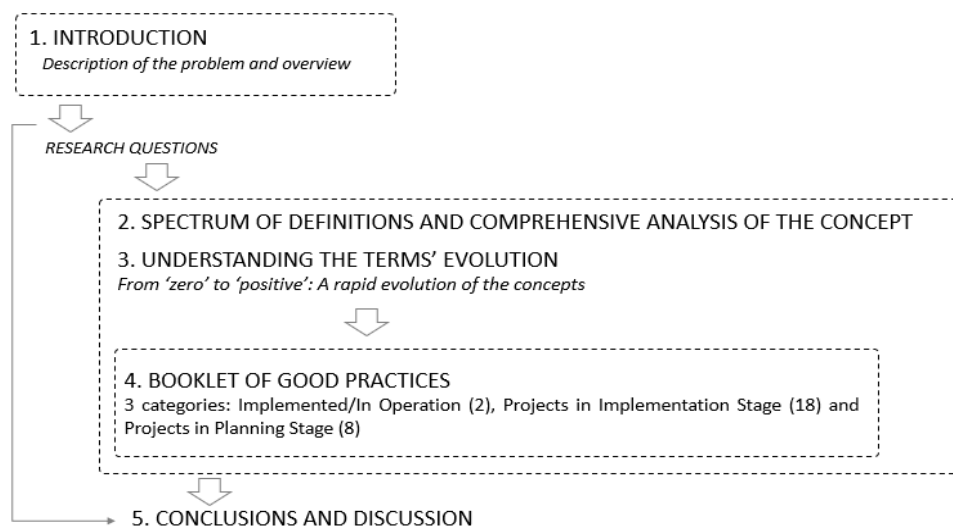 1. INTRODUCTION
Description of the problem and overview
RESEARCH QUESTIONS
2. SPECTRUM OF DEFINITIONS AND COMPREHENSIVE ANALYSIS OF THE CONCEPT
3. UNDERSTANDING THE TERMS’ EVOLUTION
From ‘zero’ to ‘positive’: A rapid evolution of the concepts
4. BOOKLET OF GOOD PRACTICES
3 categories: Implemented/In Operation (2), Projects in Implementation Stage (18) and
Projects in Planning Stage (8)
5. CONCLUSIONS AND DISCUSSION